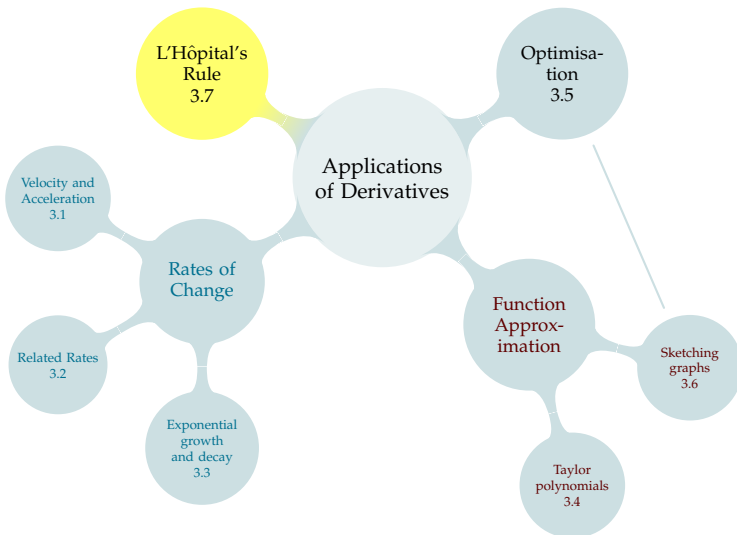 L'Hôpital's
Rule
3.7
Optimisa-
tion
3.5
Applications
of Derivatives
Velocity and
Acceleration
3.1
Rates of
Change
Related Rates
3.2
Exponential
growth
and decay
3.3
Function
Approx-
imation
Sketching
graphs
3.6
Taylor
polynomials
3.4